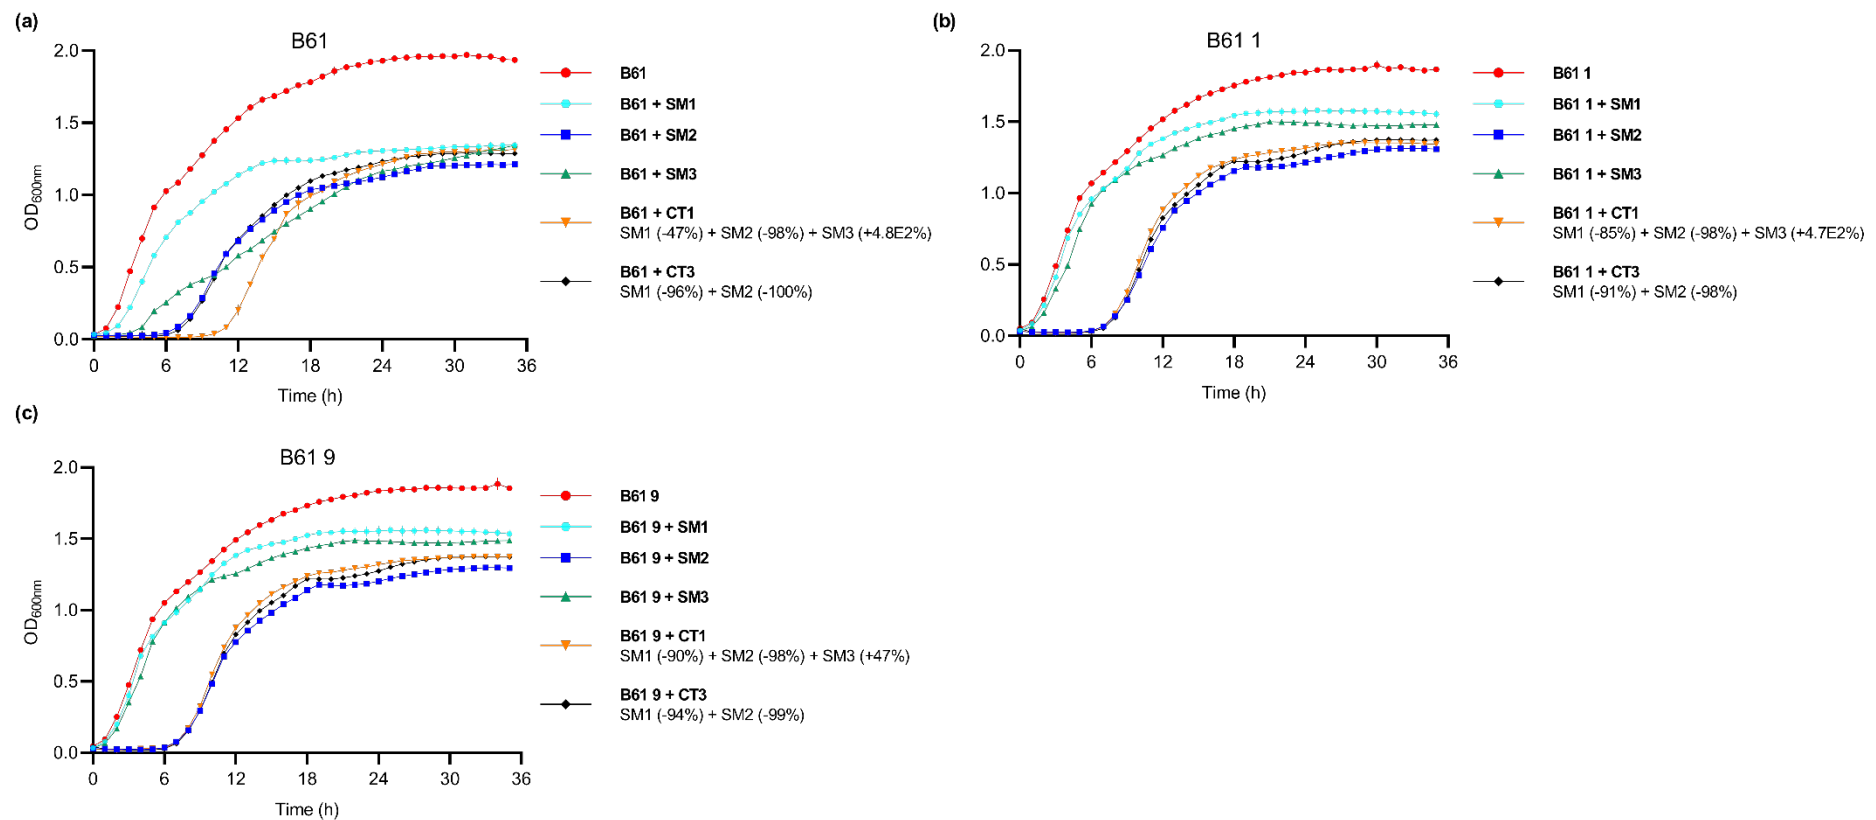 (a)
B61
2.0
1.5
1.0
0.5
0.0
OD600nm
0 6 12 18 24 30 36
Time (h)
B61
B61 + SM1
B61 + SM2
B61 + SM3
B61 + CT1
SM1 (-47%) + SM2 (-98%) + SM3 (+4.8E2%)
B61 + CT3
SM1 (-96%) + SM2 (-100%)
(b)
B61 1
2.0
1.5
1.0
0.5
0.0
OD600nm
0 6 12 18 24 30 36
Time (h)
B61 1
B61 1 + SM1
B61 1 + SM2
B61 1 + SM3
B61 1 + CT1
SM1 (-85%) + SM2 (-98%) + SM3 (+4.7E2%)
B61 1 + CT3
SM1 (-91%) + SM2 (-98%)
(c)
B61 9
2.0
1.5
1.0
0.5
0.0
OD600nm
0 6 12 18 24 30 36
Time (h)
B61 9
B61 9 + SM1
B61 9 + SM2
B61 9 + SM3
B61 9 + CT1
SM1 (-90%) + SM2 (-98%) + SM3 (+47%)
B61 9 + CT3
SM1 (-94%) + SM2 (-99%)